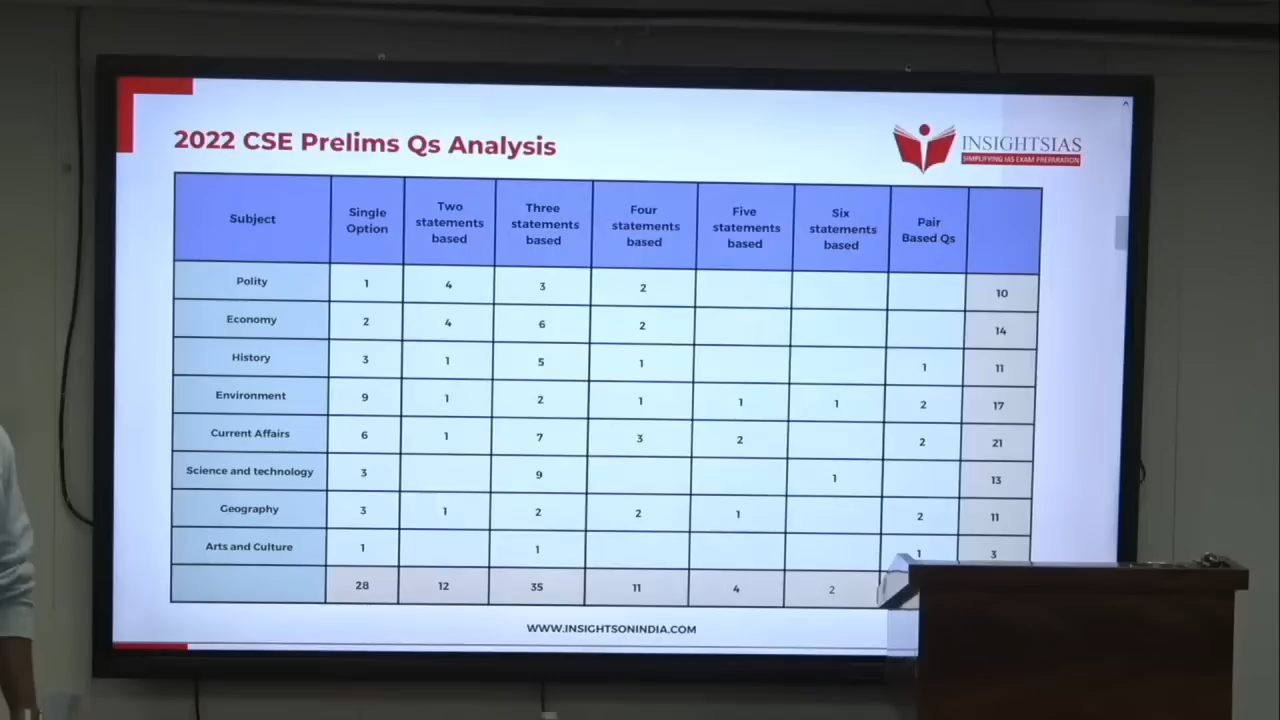 2022 CSE Prelims Qs Analysis
INSIGHTSIAS
SIMPLIFYING IAS EXAM PREPARATION
Subject Single Option Two statements based Three statements based Four statements based Five statements based Six statements based Pair Based Qs
Polity 1 4 3 2 10
Economy 2 4 6 2 14
History 3 1 5 1 1 11
Environment 9 1 2 1 1 1 2 17
Current Affairs 6 1 7 3 2 2 21
Science and technology 3 9 1 13
Geography 3 1 2 2 1 2 11
Arts and Culture 1 1 1 3
28 12 35 11 4 2
WWW.INSIGHTSONINDIA.COM